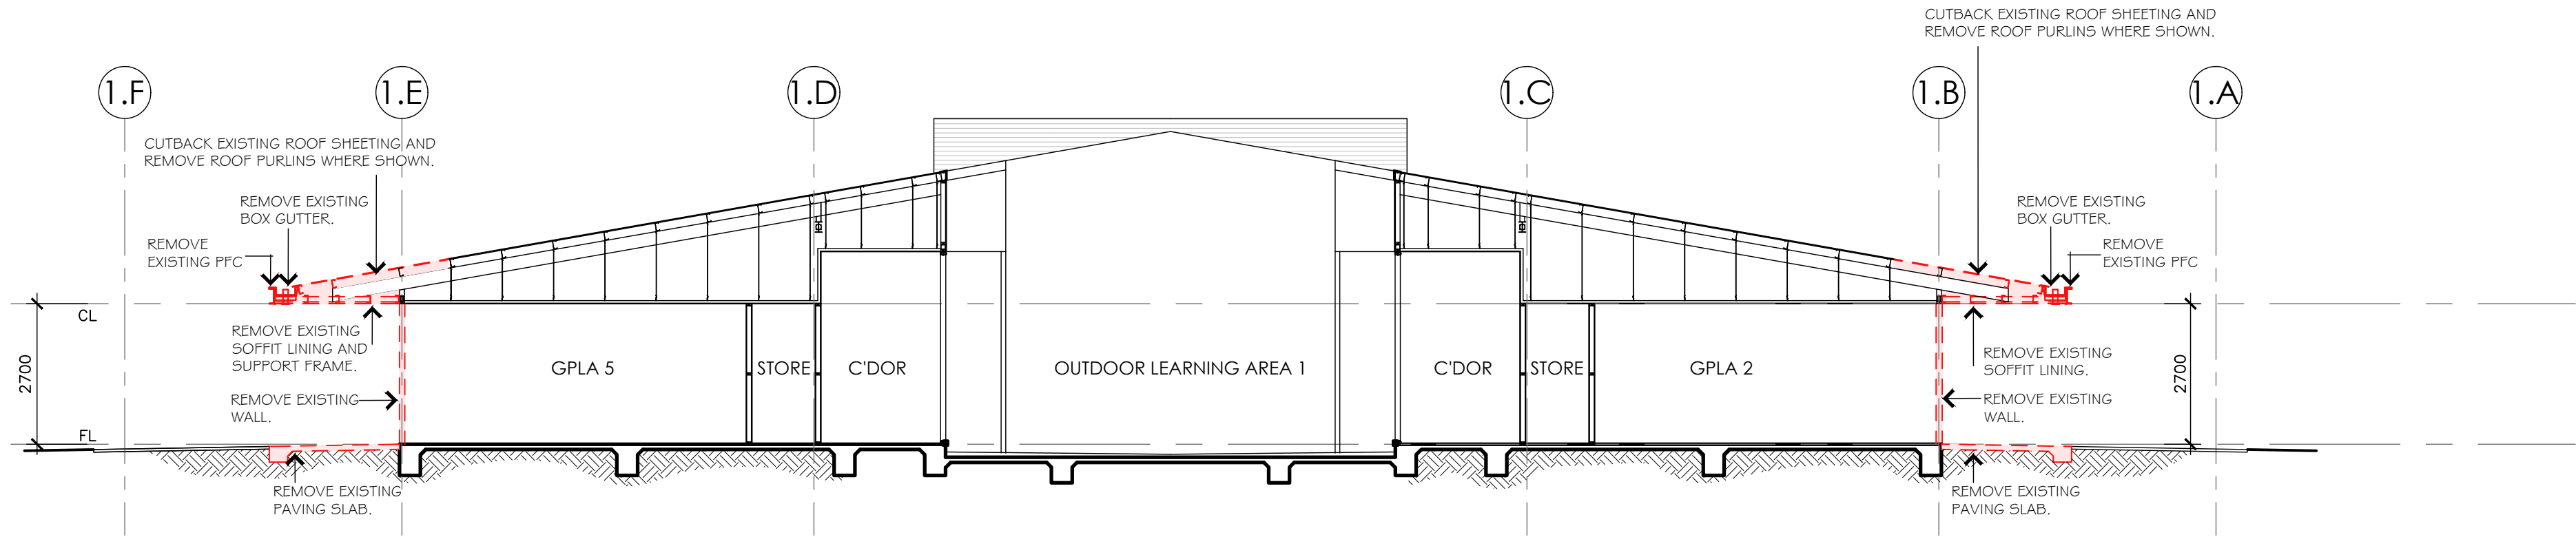 CUTBACK EXISTING ROOF SHEETING AND
REMOVE ROOF PURLINS WHERE SHOWN.
1.F
1.E
1.D
1.C
1.B
1.A
CUTBACK EXISTING ROOF SHEETING AND
REMOVE ROOF PURLINS WHERE SHOWN.
REMOVE EXISTING
BOX GUTTER.
REMOVE
EXISTING PFC
REMOVE EXISTING
BOX GUTTER.
REMOVE
EXISTING PFC
CL
2700
FL
REMOVE EXISTING
SOFFIT LINING AND
SUPPORT FRAME.
REMOVE EXISTING
WALL.
GPLA 5
STORE
C'DOR
OUTDOOR LEARNING AREA 1
C'DOR
STORE
GPLA 2
REMOVE EXISTING
SOFFIT LINING.
REMOVE EXISTING
WALL.
2700
REMOVE EXISTING
PAVING SLAB.
REMOVE EXISTING
PAVING SLAB.